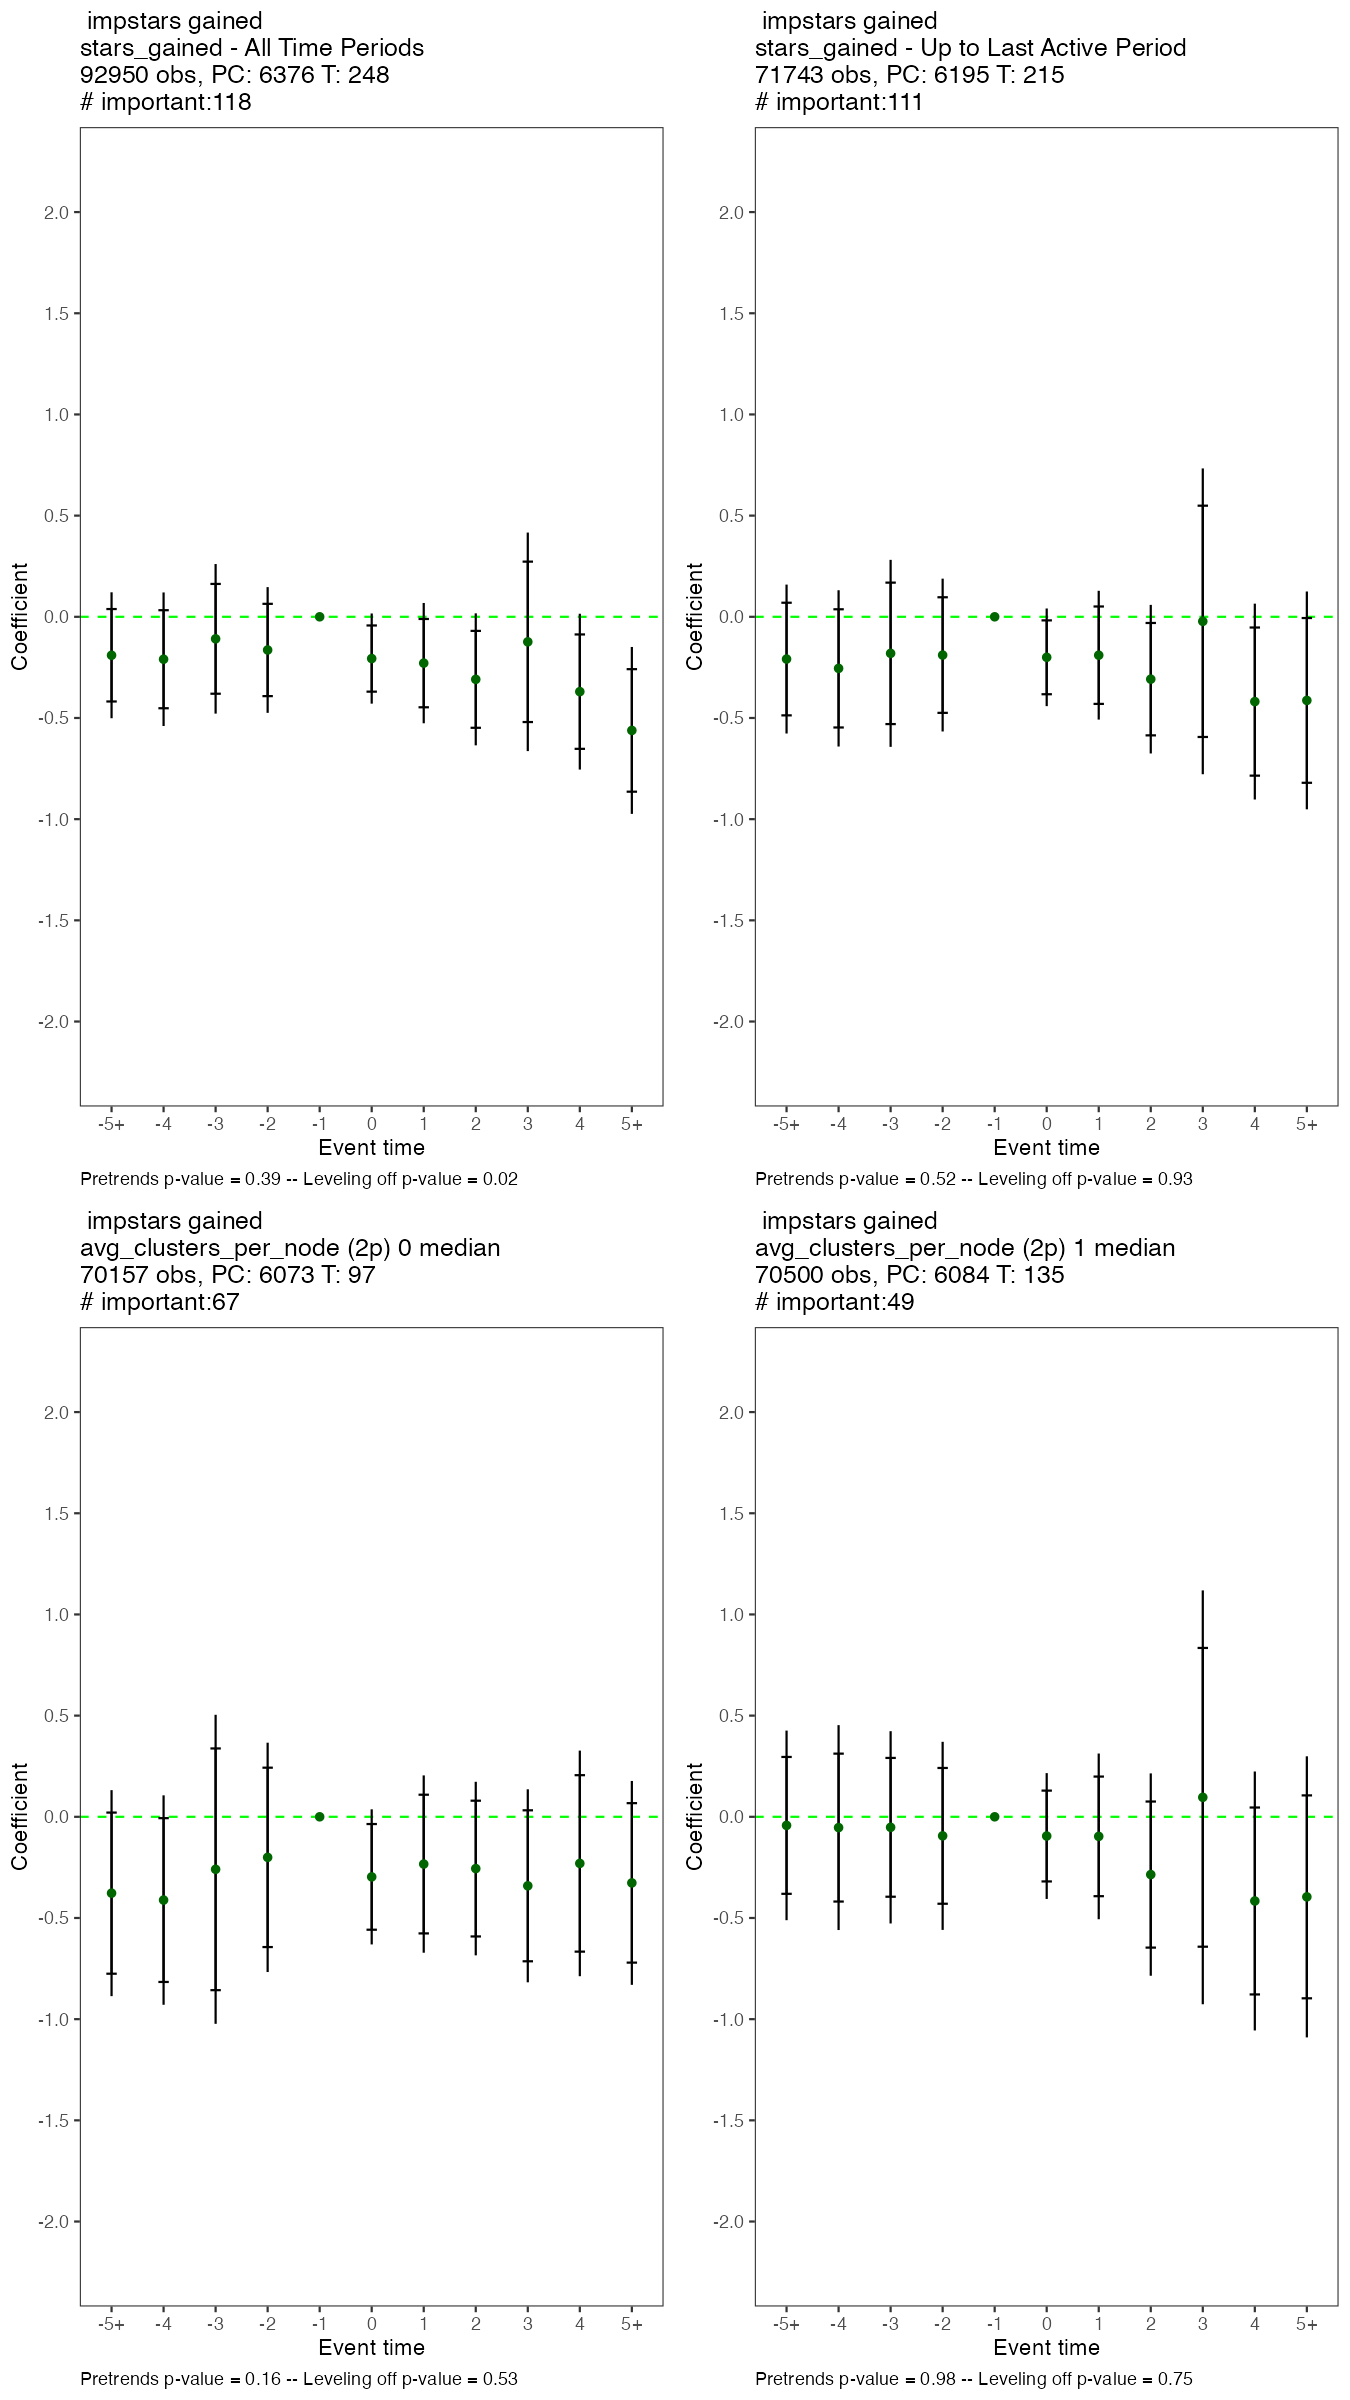 impstars gained
stars_gained - All Time Periods
92950 obs, PC: 6376 T: 248
# important:118
2.0
1.5
1.0
0.5
0.0
-0.5
-1.0
-1.5
-2.0
Coefficient
-5+ -4 -3 -2 -1 0 1 2 3 4 5+
Event time
Pretrends p-value = 0.39 -- Leveling off p-value = 0.02
impstars gained
stars_gained - Up to Last Active Period
71743 obs, PC: 6195 T: 215
# important:111
2.0
1.5
1.0
0.5
0.0
-0.5
-1.0
-1.5
-2.0
Coefficient
-5+ -4 -3 -2 -1 0 1 2 3 4 5+
Event time
Pretrends p-value = 0.52 -- Leveling off p-value = 0.93
impstars gained
avg_clusters_per_node (2p) 0 median
70157 obs, PC: 6073 T: 97
# important:67
2.0
1.5
1.0
0.5
0.0
-0.5
-1.0
-1.5
-2.0
Coefficient
-5+ -4 -3 -2 -1 0 1 2 3 4 5+
Event time
Pretrends p-value = 0.16 -- Leveling off p-value = 0.53
impstars gained
avg_clusters_per_node (2p) 1 median
70500 obs, PC: 6084 T: 135
# important:49
2.0
1.5
1.0
0.5
0.0
-0.5
-1.0
-1.5
-2.0
Coefficient
-5+ -4 -3 -2 -1 0 1 2 3 4 5+
Event time
Pretrends p-value = 0.98 -- Leveling off p-value = 0.75